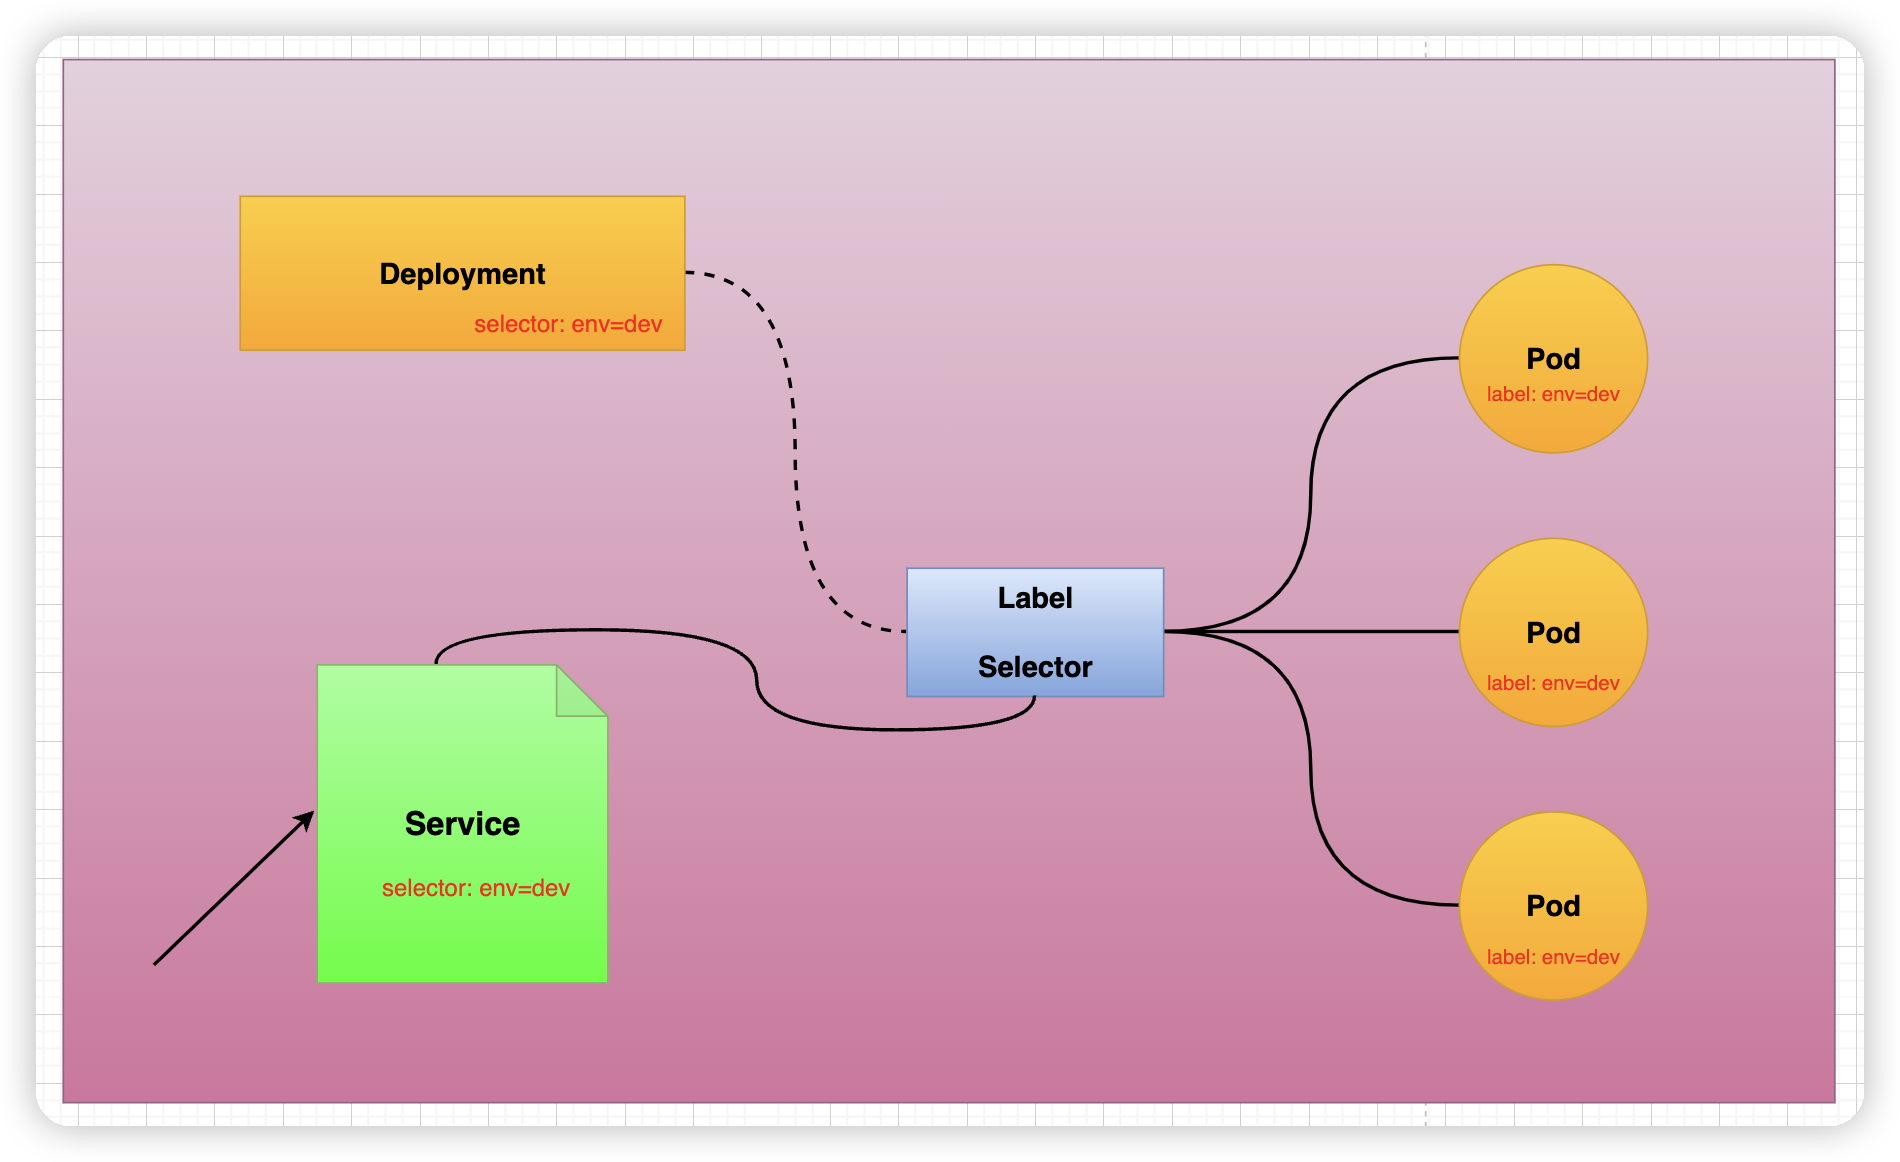 Deployment
selector: env=dev
Pod
label: env=dev
Label
Selector
Pod
label: env=dev
Service
selector: env=dev
Pod
label: env=dev